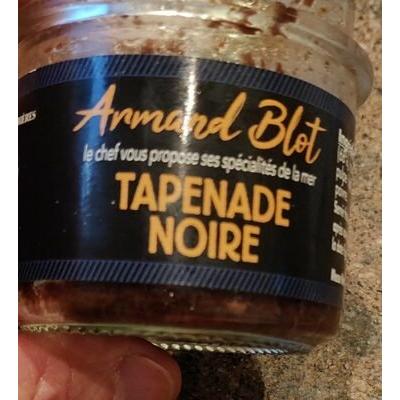 Armand Blot
le chef vous propose ses spécialités de la mer
TAPENADE
NOIRE